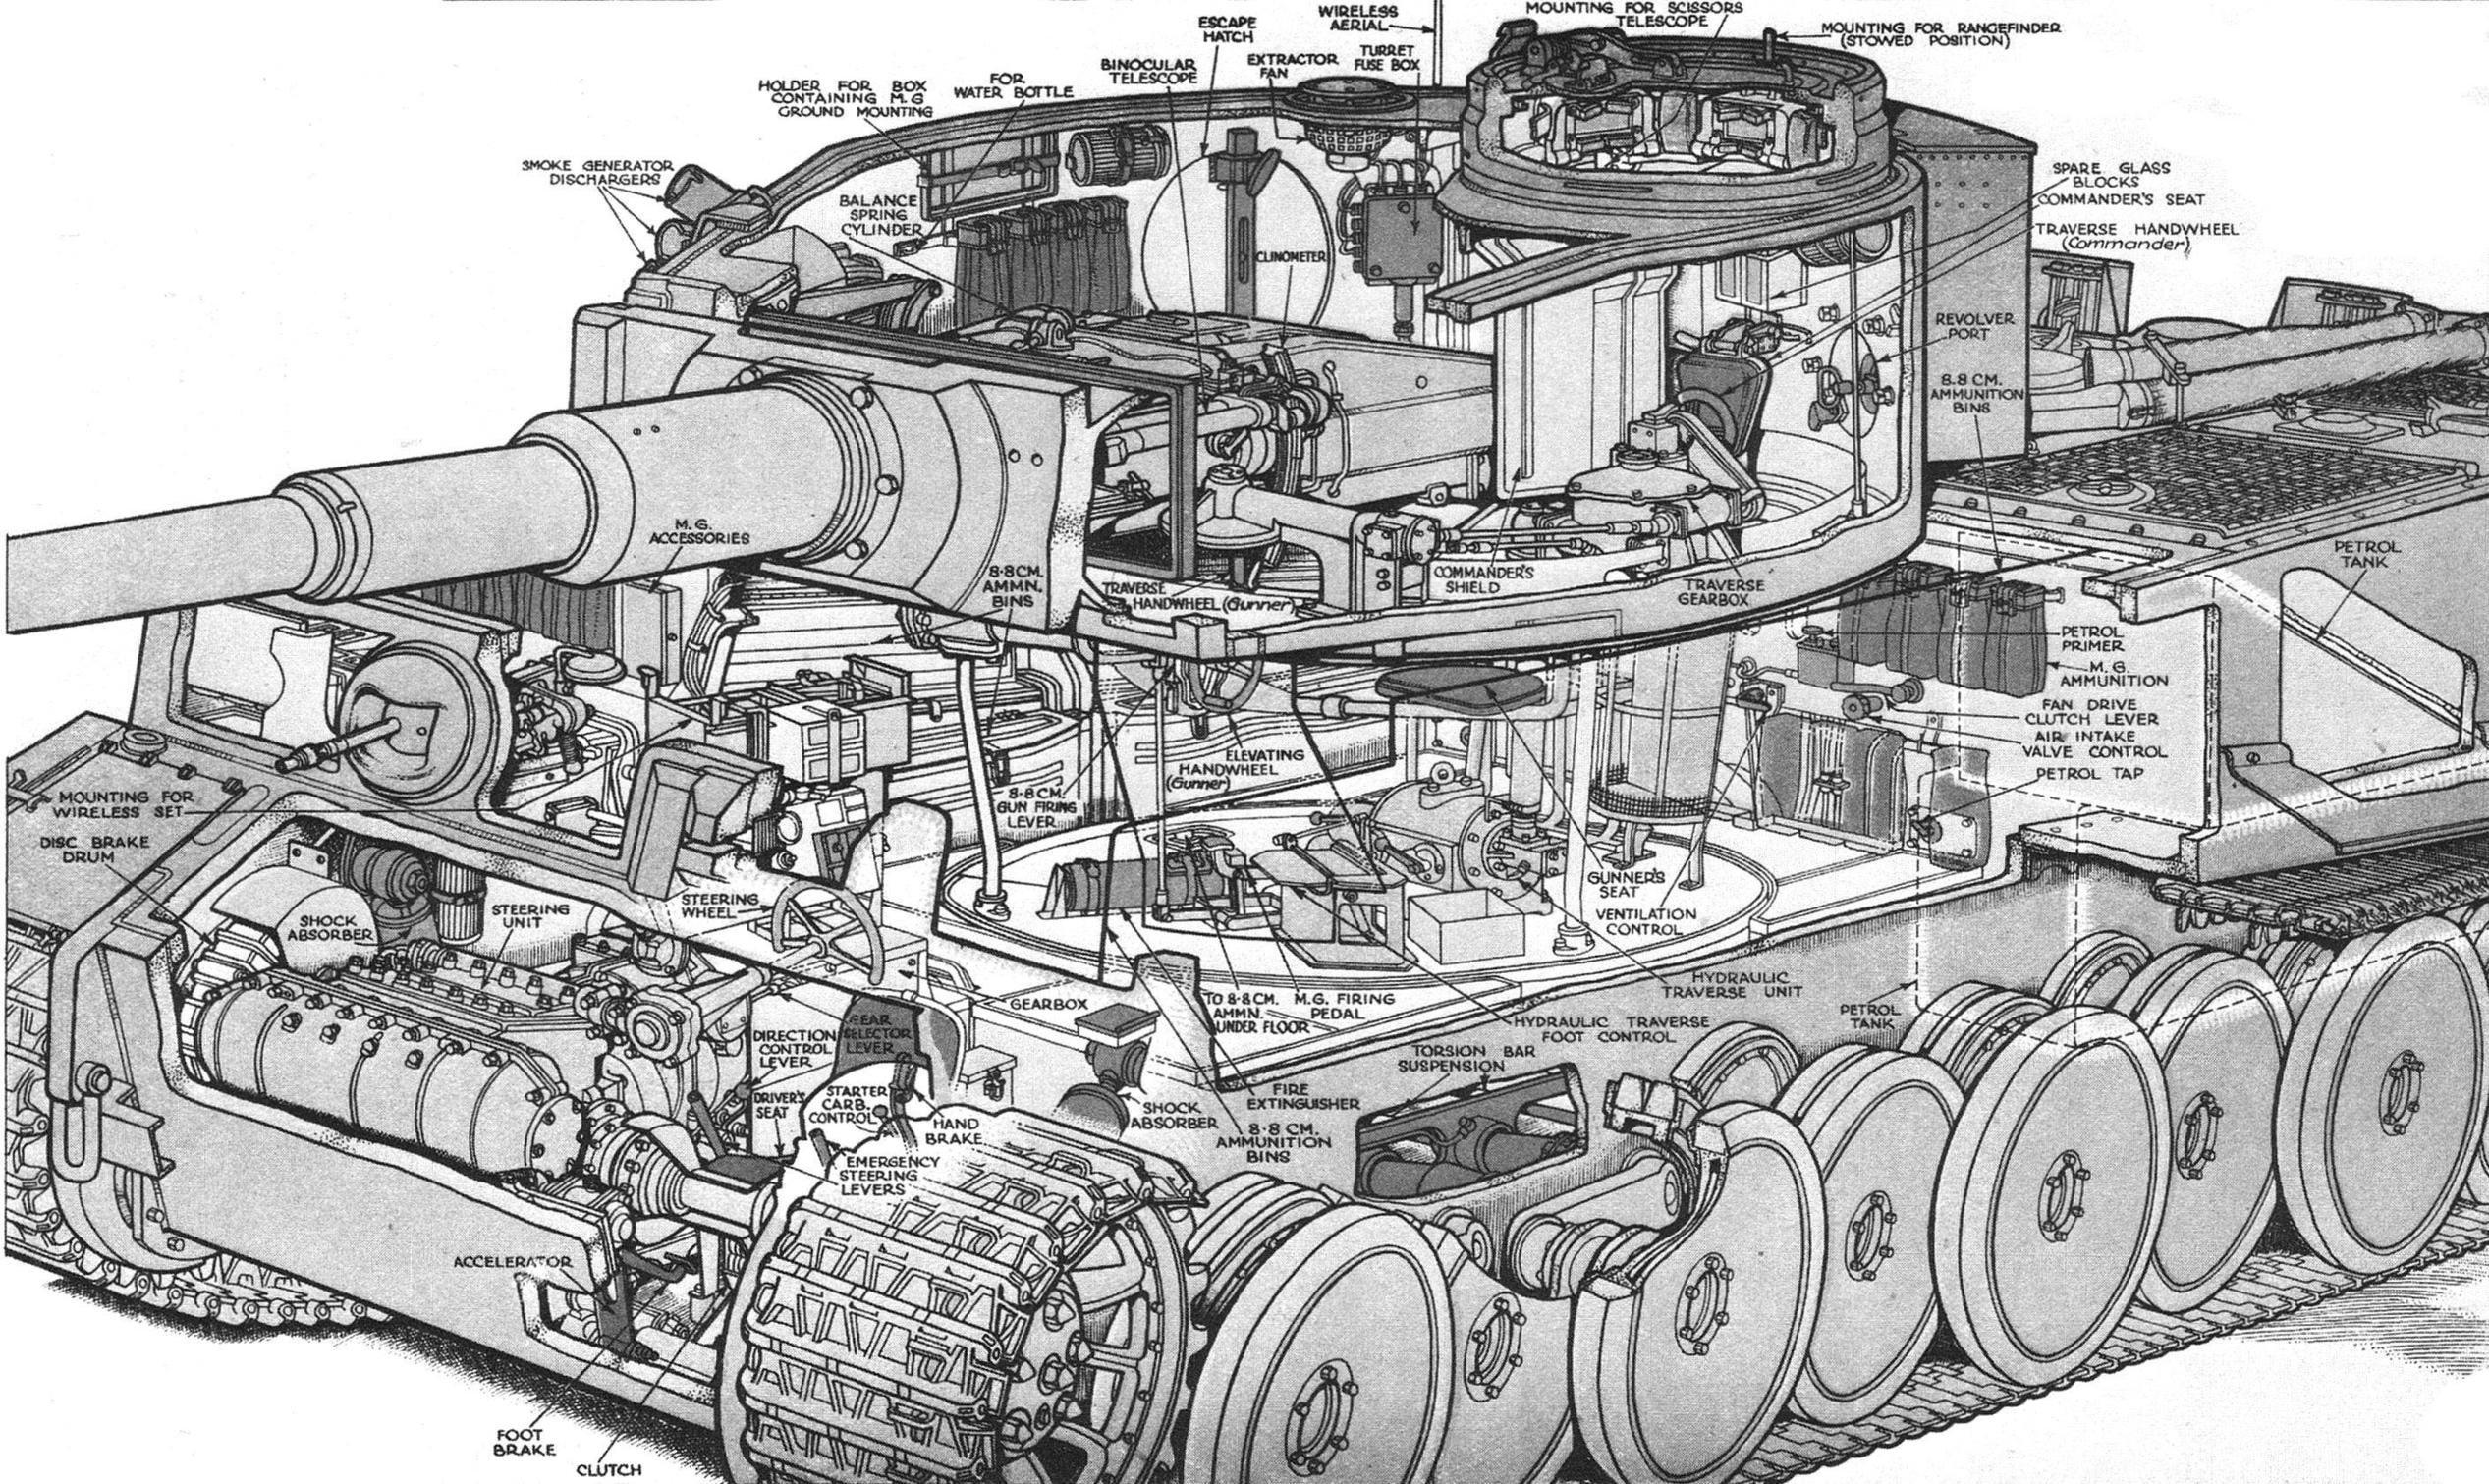 WIRELESS
AERIAL
MOUNTING FOR SCISSORS
TELESCOPE
MOUNTING FOR RANGEFINDER
(STOWED POSITION)
ESCAPE
HATCH
EXTRACTOR
FAN
TURRET
FUSE BOX
BINOCULAR
TELESCOPE
FOR
WATER BOTTLE
HOLDER FOR BOX
CONTAINING M.G
GROUND MOUNTING
SMOKE GENERATOR
DISCHARGERS
BALANCE
SPRING
CYLINDER
CLINOMETER
SPARE GLASS
BLOCKS
COMMANDER'S SEAT
TRAVERSE HANDWHEEL
(Commander)
REVOLVER
PORT
8.8 CM.
AMMUNITION
BINS
M.G.
ACCESSORIES
8.8 CM.
AMMN.
BINS
TRAVERSE
HANDWHEEL (Gunner)
COMMANDER'S
SHIELD
TRAVERSE
GEARBOX
PETROL
TANK
PETROL
PRIMER
M.G.
AMMUNITION
FAN DRIVE
CLUTCH LEVER
AIR INTAKE
VALVE CONTROL
PETROL TAP
ELEVATING
HANDWHEEL
(Gunner)
8.8 CM.
GUN FIRING
LEVER
MOUNTING FOR
WIRELESS SET
DISC BRAKE
DRUM
SHOCK
ABSORBER
STEERING
UNIT
STEERING
WHEEL
GUNNER'S
SEAT
VENTILATION
CONTROL
HYDRAULIC
TRAVERSE UNIT
GEARBOX
TO 8.8 CM.
AMMN.
UNDER FLOOR
M.G. FIRING
PEDAL
HYDRAULIC TRAVERSE
FOOT CONTROL
PETROL
TANK
DIRECTION
CONTROL
LEVER
GEAR
SELECTOR
LEVER
TORSION BAR
SUSPENSION
DRIVER'S
SEAT
STARTER
CARB.
CONTROL
HAND
BRAKE
SHOCK
ABSORBER
FIRE
EXTINGUISHER
8.8 CM.
AMMUNITION
BINS
EMERGENCY
STEERING
LEVERS
ACCELERATOR
FOOT
BRAKE
CLUTCH